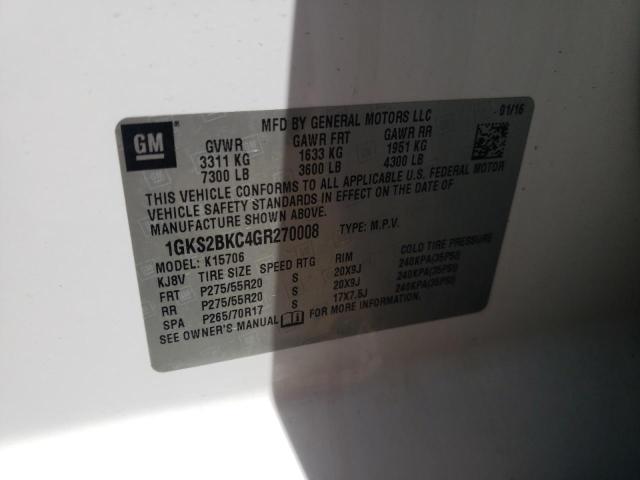 GM
MFD BY GENERAL MOTORS LLC
01/16
GVWR GAWR FRT GAWR RR
3311 KG 1633 KG 1951 KG
7300 LB 3600 LB 4300 LB
THIS VEHICLE CONFORMS TO ALL APPLICABLE U.S. FEDERAL MOTOR
VEHICLE SAFETY STANDARDS IN EFFECT ON THE DATE OF
MANUFACTURE SHOWN ABOVE.
1GKS2BKC4GR270008 TYPE: M.P.V.
MODEL: K15706
KJ8V TIRE SIZE SPEED RTG RIM COLD TIRE PRESSURE
FRT P275/55R20 S 20X9J 240KPA(35PSI)
RR P275/55R20 S 20X9J 240KPA(35PSI)
SPA P265/70R17 S 17X7.5J 240KPA(35PSI)
SEE OWNER'S MANUAL FOR MORE INFORMATION.